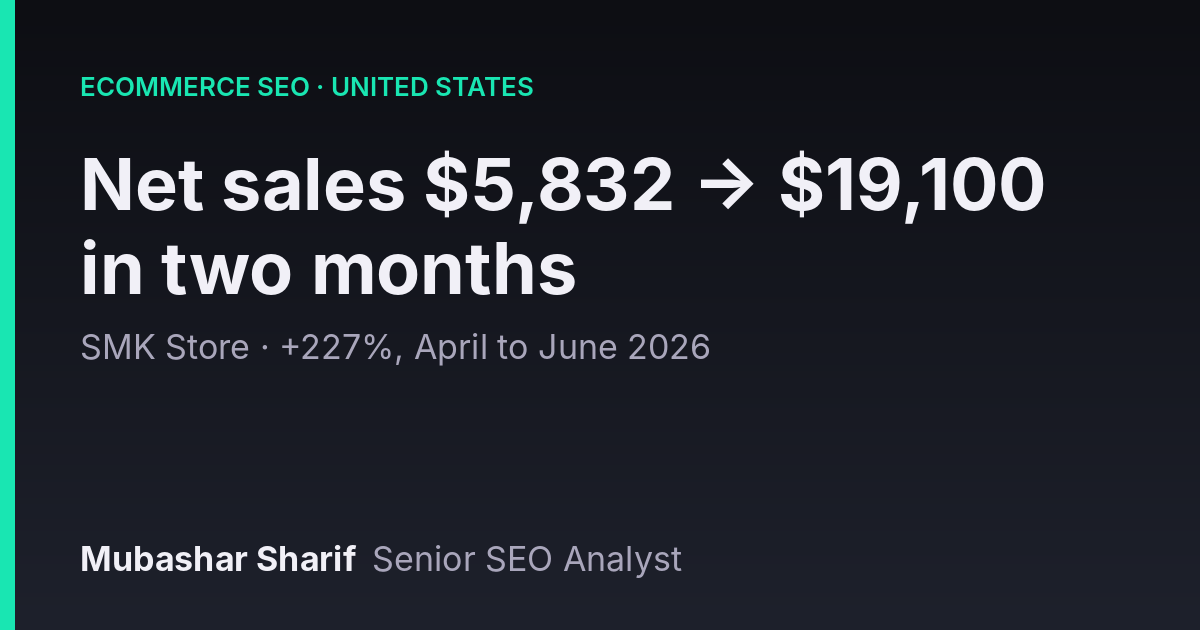 ECOMMERCE SEO · UNITED STATES
Net sales $5,832 → $19,100
in two months
SMK Store · +227%, April to June 2026
Mubashar Sharif Senior SEO Analyst